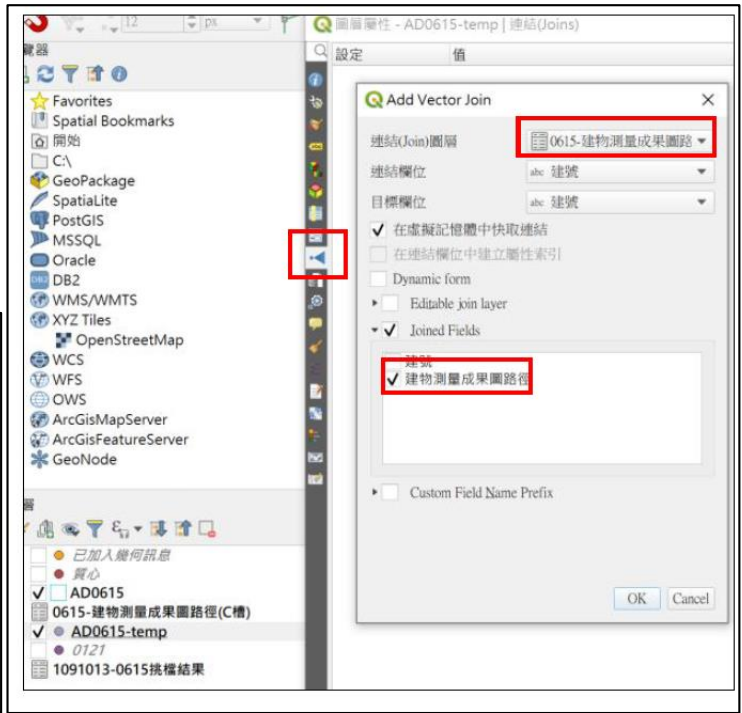 12
px
圖層屬性 - AD0615-temp | 連結(Joins)
覽器
設定
值
Favorites
Spatial Bookmarks
開始
C:\
GeoPackage
SpatiaLite
PostGIS
MSSQL
Oracle
DB2
DB2
WMS/WMTS
XYZ Tiles
OpenStreetMap
WCS
WFS
OWS
ArcGisMapServer
ArcGisFeatureServer
GeoNode
Add Vector Join
連結(Join)圖層
0615-建物測量成果圖路
連結欄位
abc 建號
目標欄位
abc 建號
在虛擬記憶體中快取連結
在連結欄位中建立屬性索引
Dynamic form
Editable join layer
Joined Fields
建號
建物測量成果圖路徑
Custom Field Name Prefix
OK
Cancel
層
已加入幾何訊息
質心
AD0615
0615-建物測量成果圖路徑(C槽)
AD0615-temp
0121
1091013-0615挑檔結果